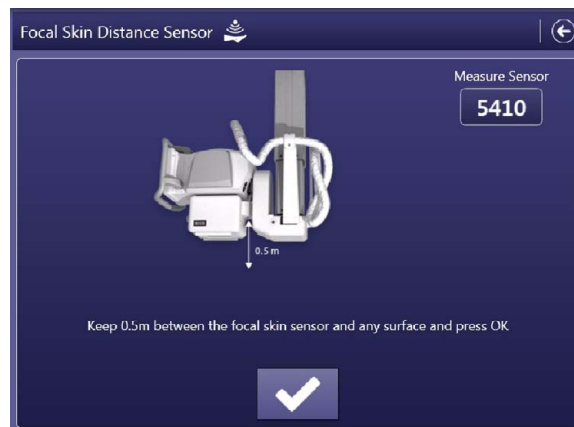 Focal Skin Distance Sensor
Measure Sensor
5410
0.5 m
Keep 0.5m between the focal skin sensor and any surface and press OK